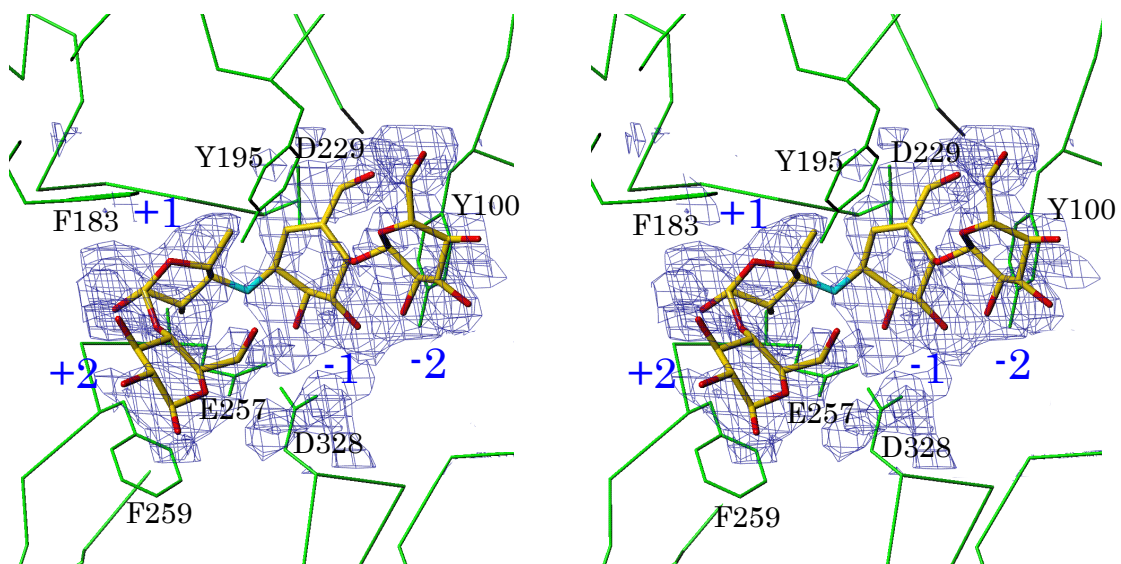 Y195 D229
F183 +1 Y100
+2 -1 -2
E257
D328
F259
Y195 D229
F183 +1 Y100
+2 -1 -2
E257
D328
F259